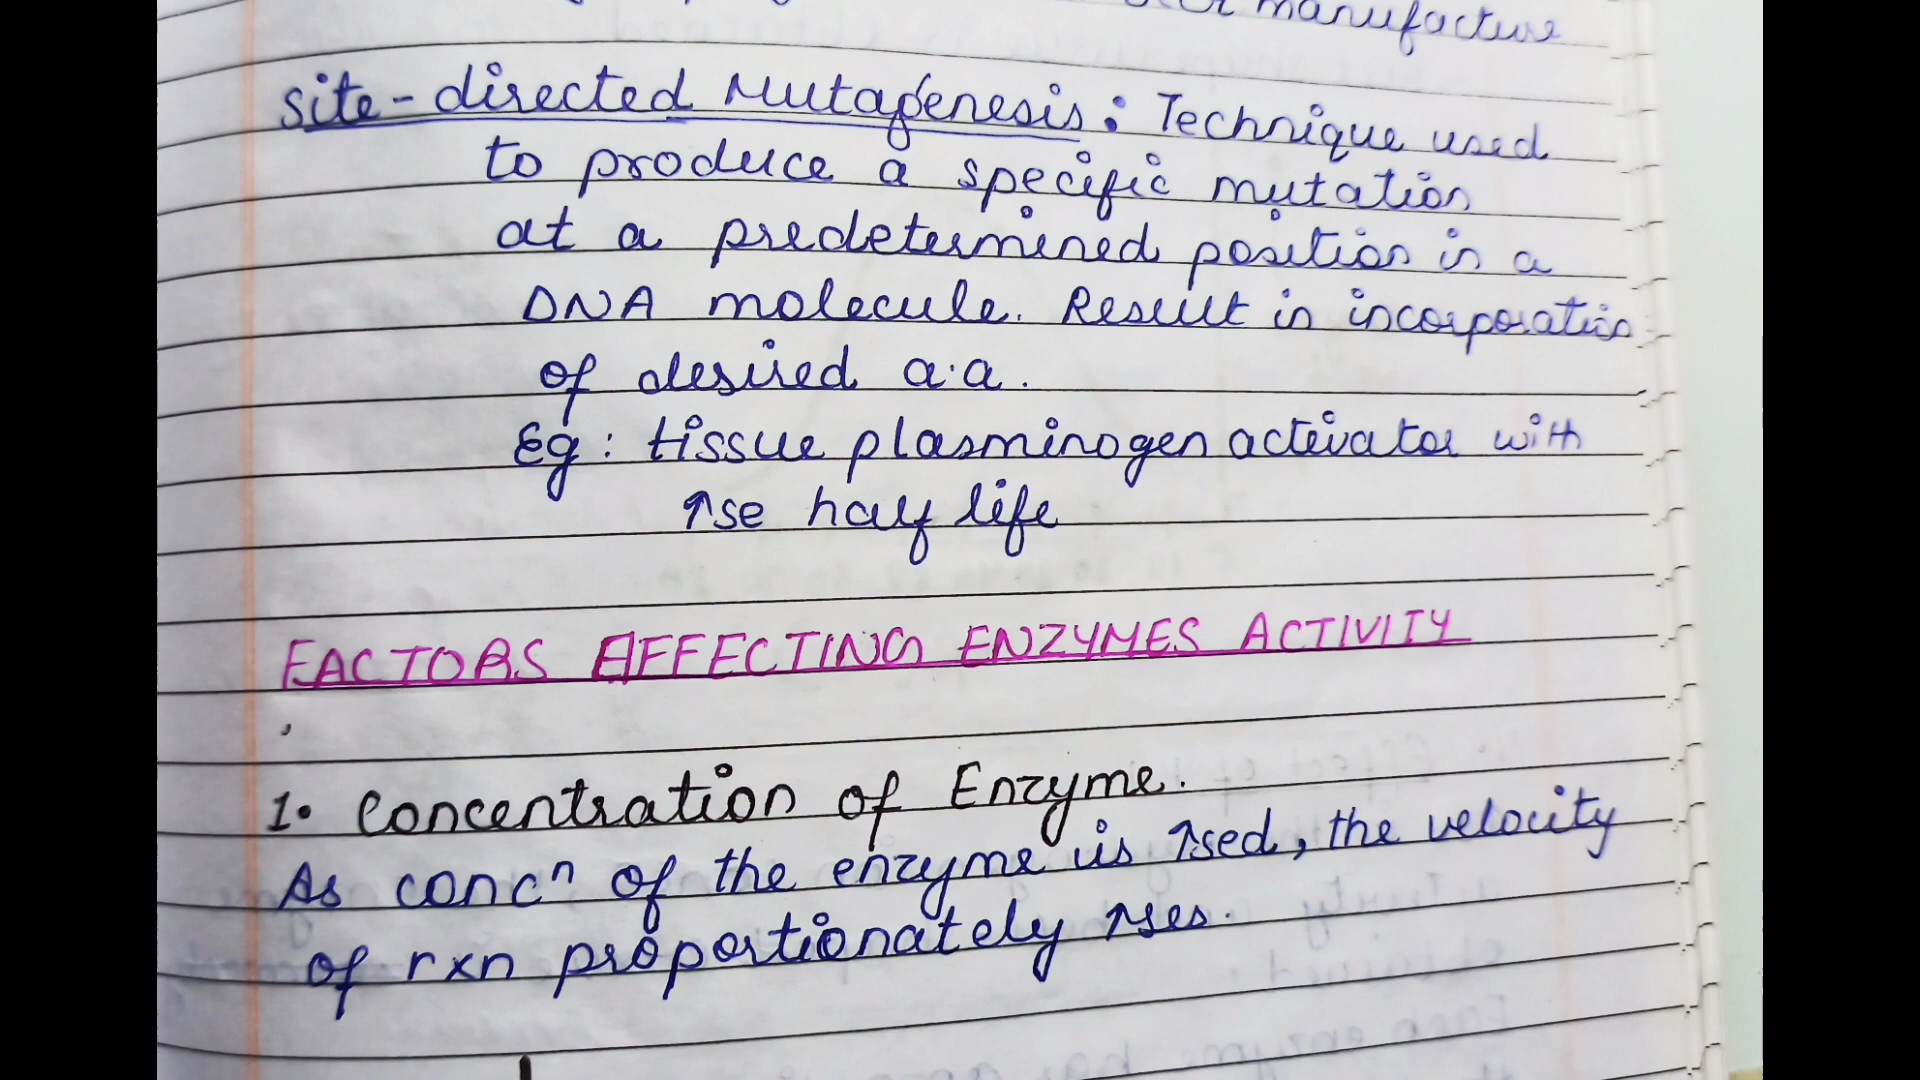 manufacture
Site-directed Mutagenesis: Technique used
to produce a specific mutation
at a predetermined position in a
DNA molecule. Result in incorporation
of desired a.a.
Eg: tissue plasminogen activator with
↑se half life
FACTORS AFFECTING ENZYMES ACTIVITY
1. Concentration of Enzyme.
As concⁿ of the enzyme is ↑sed, the velocity
of rxn proportionately ↑ses.